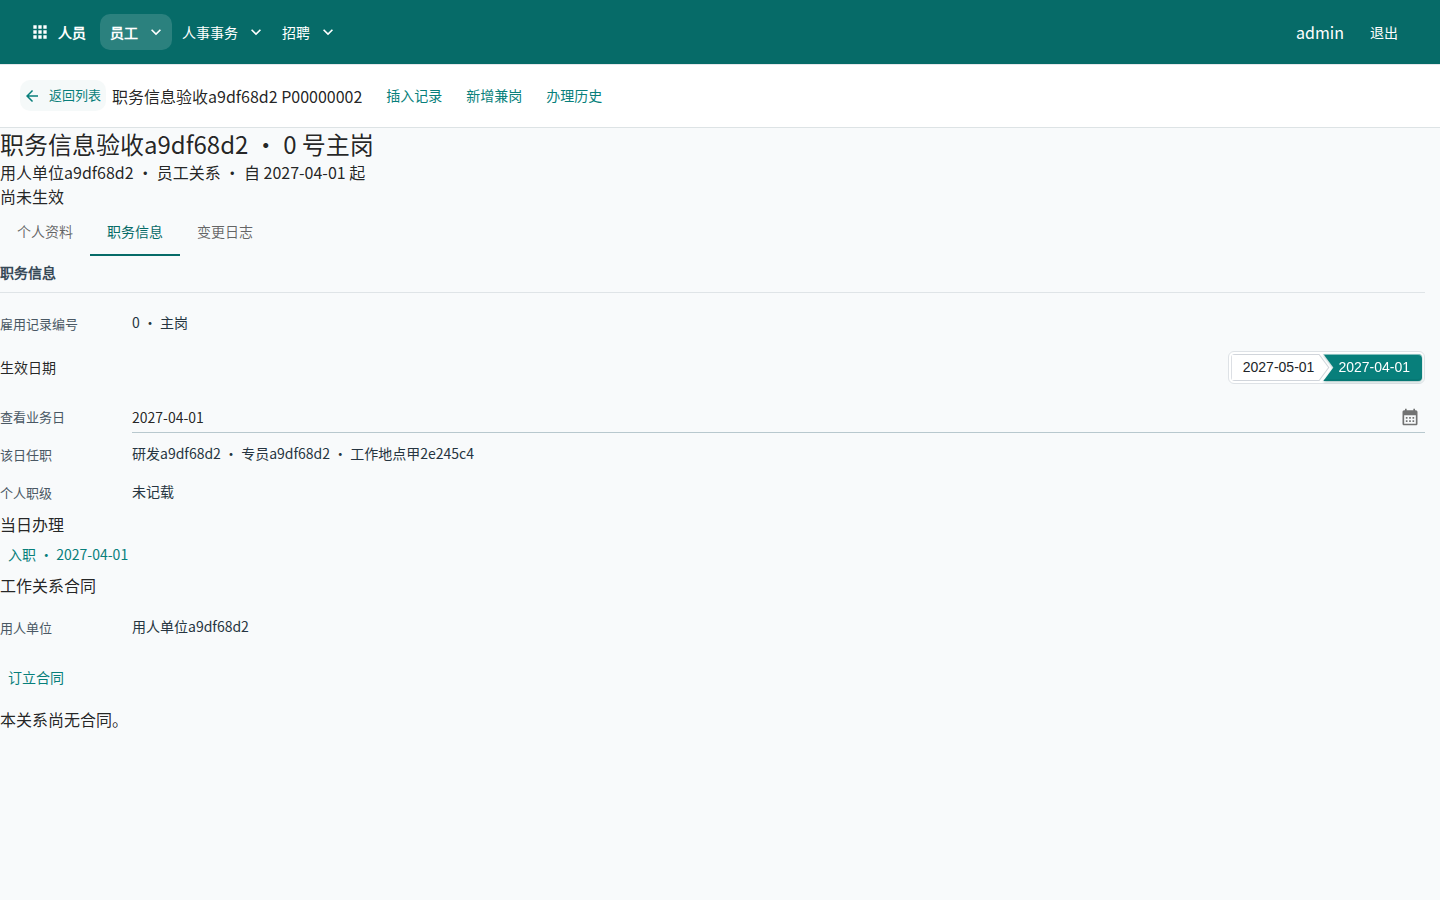 人员 员工 人事事务 招聘 admin 退出
返回列表 职务信息验收a9df68d2 P00000002 插入记录 新增兼岗 办理历史
职务信息验收a9df68d2 · 0 号主岗
用人单位a9df68d2 · 员工关系 · 自 2027-04-01 起
尚未生效
个人资料 职务信息 变更日志
职务信息
雇用记录编号 0 · 主岗
生效日期 2027-05-01 2027-04-01
查看业务日 2027-04-01
该日任职 研发a9df68d2 · 专员a9df68d2 · 工作地点甲2e245c4
个人职级 未记载
当日办理
入职 · 2027-04-01
工作关系合同
用人单位 用人单位a9df68d2
订立合同
本关系尚无合同。